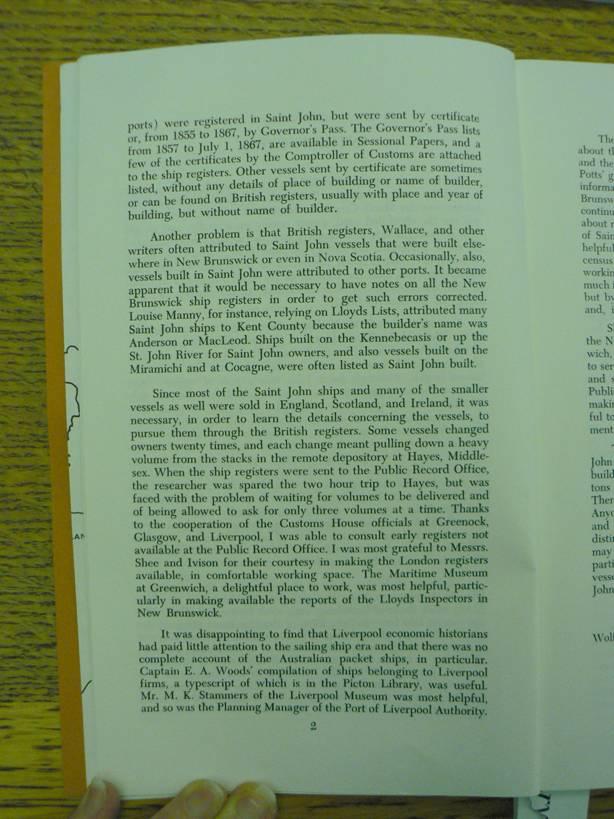 ports) were registered in Saint John, but were sent by certificate
or, from 1855 to 1867, by Governor's Pass. The Governor's Pass lists
from 1857 to July 1, 1867, are available in Sessional Papers, and a
few of the certificates by the Comptroller of Customs are attached
to the ship registers. Other vessels sent by certificate are sometimes
listed, without any details of place of building or name of builder,
or can be found on British registers, usually with place and year of
building, but without name of builder.
Another problem is that British registers, Wallace, and other
writers often attributed to Saint John vessels that were built else-
where in New Brunswick or even in Nova Scotia. Occasionally, also,
vessels built in Saint John were attributed to other ports. It became
apparent that it would be necessary to have notes on all the New
Brunswick ship registers in order to get such errors corrected.
Louise Manny, for instance, relying on Lloyds Lists, attributed many
Saint John ships to Kent County because the builder's name was
Anderson or MacLeod. Ships built on the Kennebecasis or up the
St. John River for Saint John owners, and also vessels built on the
Miramichi and at Cocagne, were often listed as Saint John built.
Since most of the Saint John ships and many of the smaller
vessels as well were sold in England, Scotland, and Ireland, it was
necessary, in order to learn the details concerning the vessels, to
pursue them through the British registers. Some vessels changed
owners twenty times, and each change meant pulling down a heavy
volume from the stacks in the remote depository at Hayes, Middle-
sex. When the ship registers were sent to the Public Record Office,
the researcher was spared the two hour trip to Hayes, but was
faced with the problem of waiting for volumes to be delivered and
of being allowed to ask for only three volumes at a time. Thanks
to the cooperation of the Customs House officials at Greenock,
Glasgow, and Liverpool, I was able to consult early registers not
available at the Public Record Office. I was most grateful to Messrs.
Shee and Ivison for their courtesy in making the London registers
available, in comfortable working space. The Maritime Museum
at Greenwich, a delightful place to work, was most helpful, partic-
ularly in making available the reports of the Lloyds Inspectors in
New Brunswick.
It was disappointing to find that Liverpool economic historians
had paid little attention to the sailing ship era and that there was no
complete account of the Australian packet ships, in particular.
Captain E. A. Woods' compilation of ships belonging to Liverpool
firms, a typescript of which is in the Picton Library, was useful.
Mr. M. K. Stammers of the Liverpool Museum was most helpful,
and so was the Planning Manager of the Port of Liverpool Authority.
2